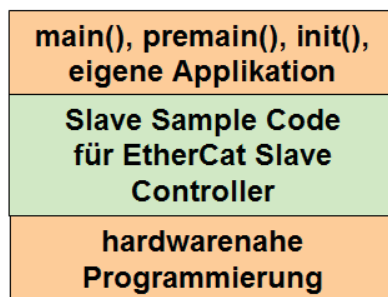 main(), premain(), init(),
eigene Applikation
Slave Sample Code
für EtherCat Slave
Controller
hardwarenahe
Programmierung